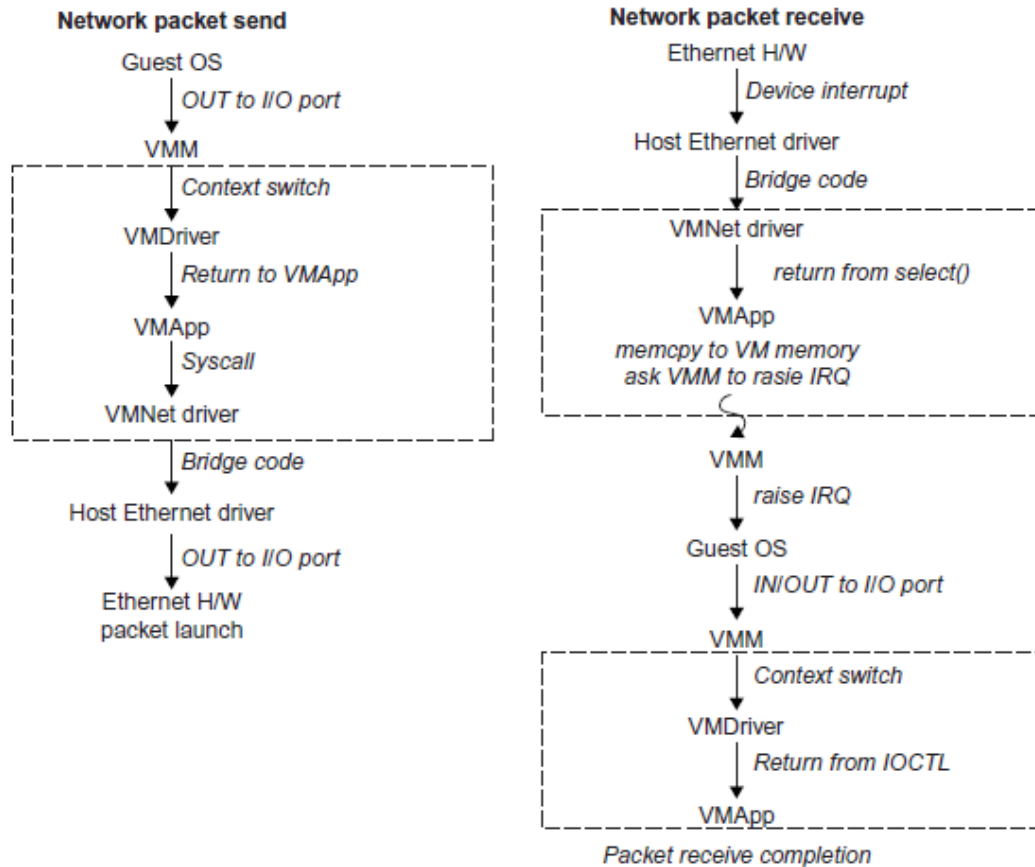 Network packet send
Guest OS
OUT to I/O port
VMM
Context switch
VMDriver
Return to VMApp
VMApp
Syscall
VMNet driver
Bridge code
Host Ethernet driver
OUT to I/O port
Ethernet H/W
packet launch
Network packet receive
Ethernet H/W
Device interrupt
Host Ethernet driver
Bridge code
VMNet driver
return from select()
VMApp
memcpy to VM memory
ask VMM to rasie IRQ
VMM
raise IRQ
Guest OS
IN/OUT to I/O port
VMM
Context switch
VMDriver
Return from IOCTL
VMApp
Packet receive completion